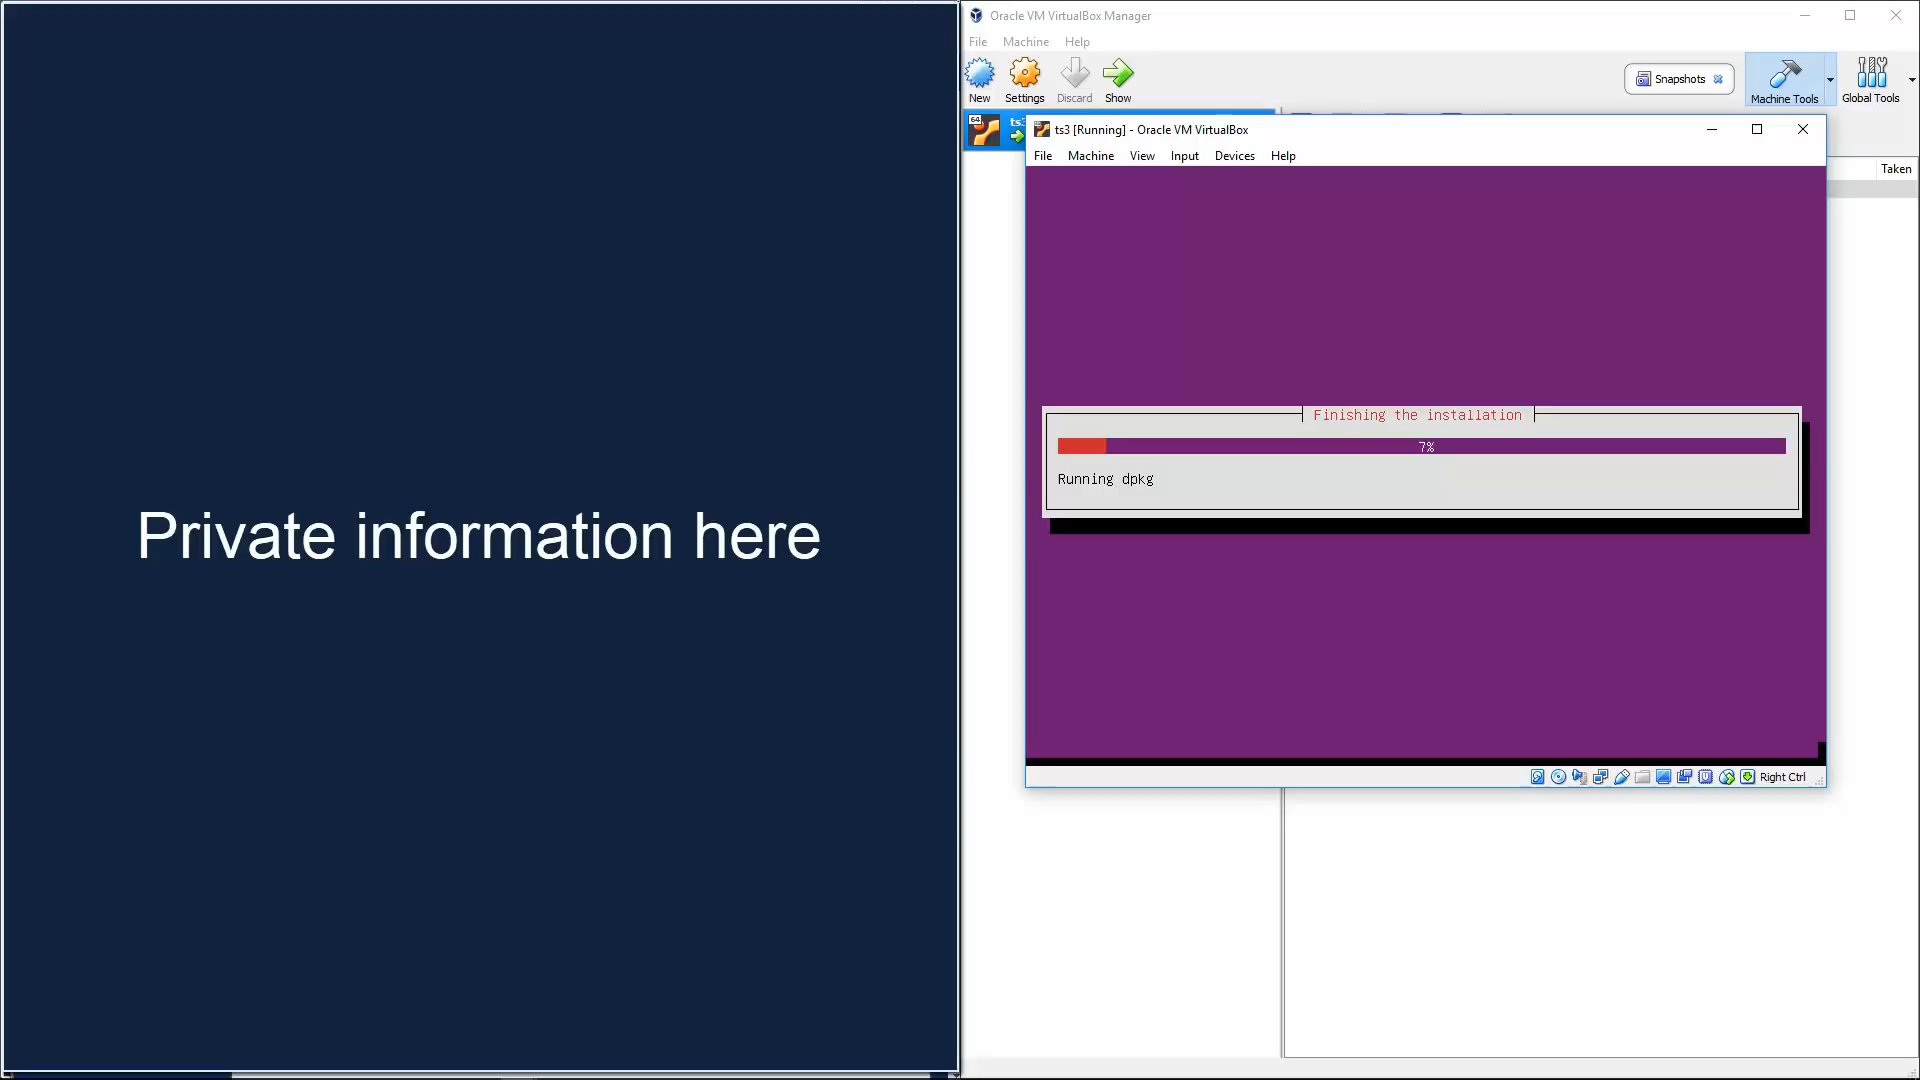 Private information here
Oracle VM VirtualBox Manager
File Machine Help
New Settings Discard Show
Snapshots
Machine Tools
Global Tools
64
ts3
Taken
ts3 [Running] - Oracle VM VirtualBox
File Machine View Input Devices Help
Finishing the installation
7%
Running dpkg
Right Ctrl